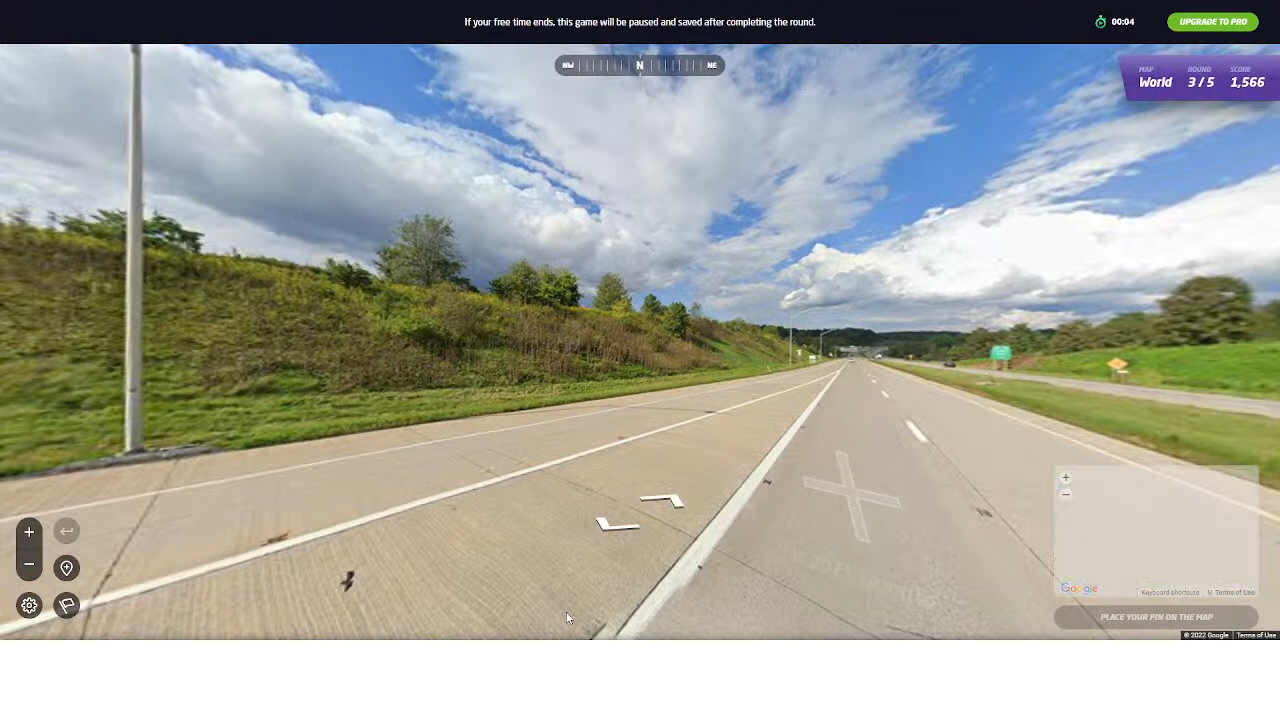 If your free time ends, this game will be paused and saved after completing the round.
00:04
UPGRADE TO PRO
NW N NE
MAP ROUND SCORE
World 3 / 5 1,566
Google
Keyboard shortcuts
Terms of Use
PLACE YOUR PIN ON THE MAP
© 2022 Google
Terms of Use